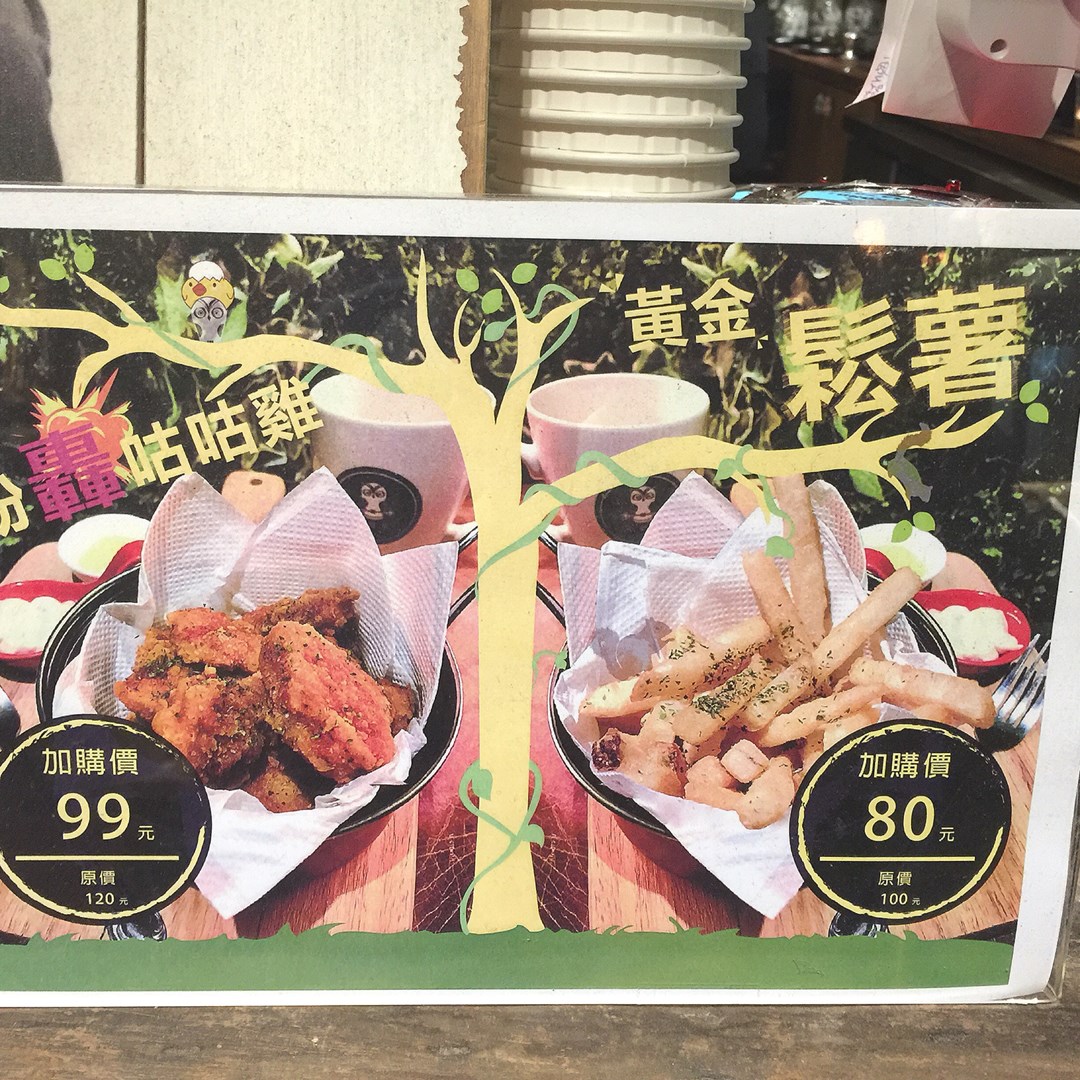 轟咕咕雞
黃金鬆薯
加購價
99元
原價
120元
加購價
80元
原價
100元